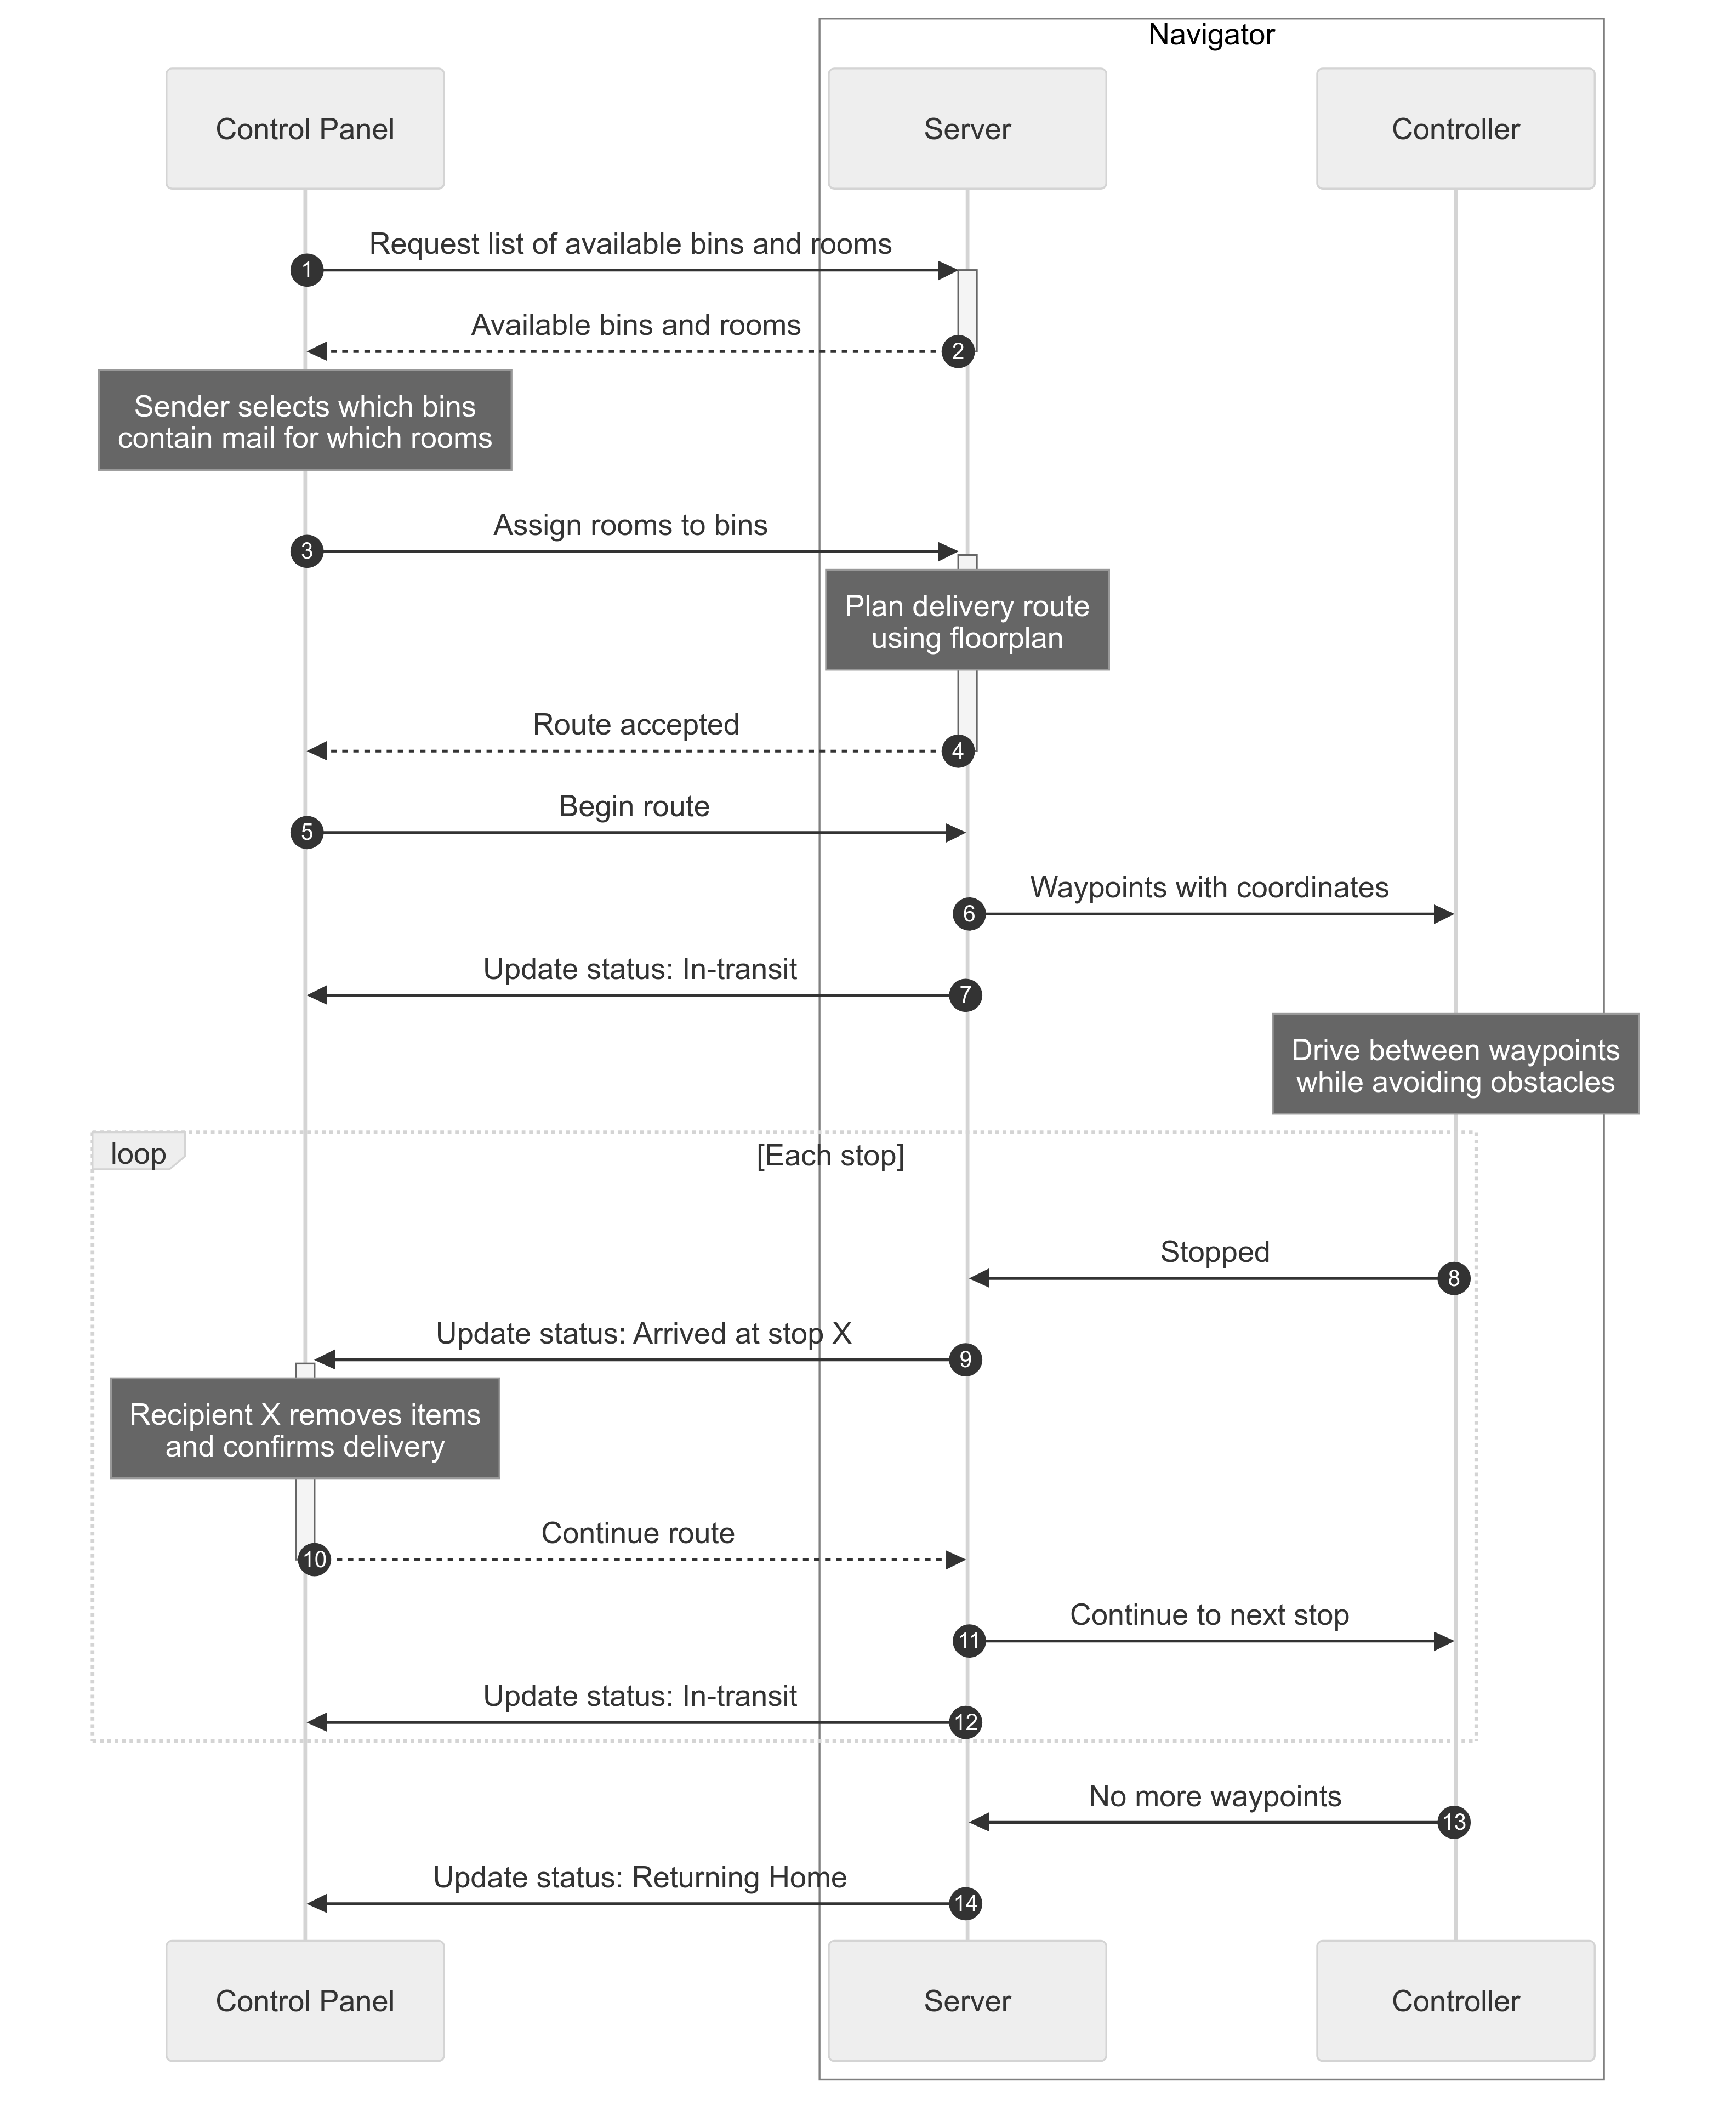 Navigator
Control Panel
Server
Controller
Request list of available bins and rooms
1
Available bins and rooms
2
Sender selects which bins
contain mail for which rooms
Assign rooms to bins
3
Plan delivery route
using floorplan
Route accepted
4
Begin route
5
Waypoints with coordinates
6
Update status: In-transit
7
Drive between waypoints
while avoiding obstacles
loop
[Each stop]
Stopped
8
Update status: Arrived at stop X
9
Recipient X removes items
and confirms delivery
Continue route
10
Continue to next stop
11
Update status: In-transit
12
No more waypoints
13
Update status: Returning Home
14
Control Panel
Server
Controller